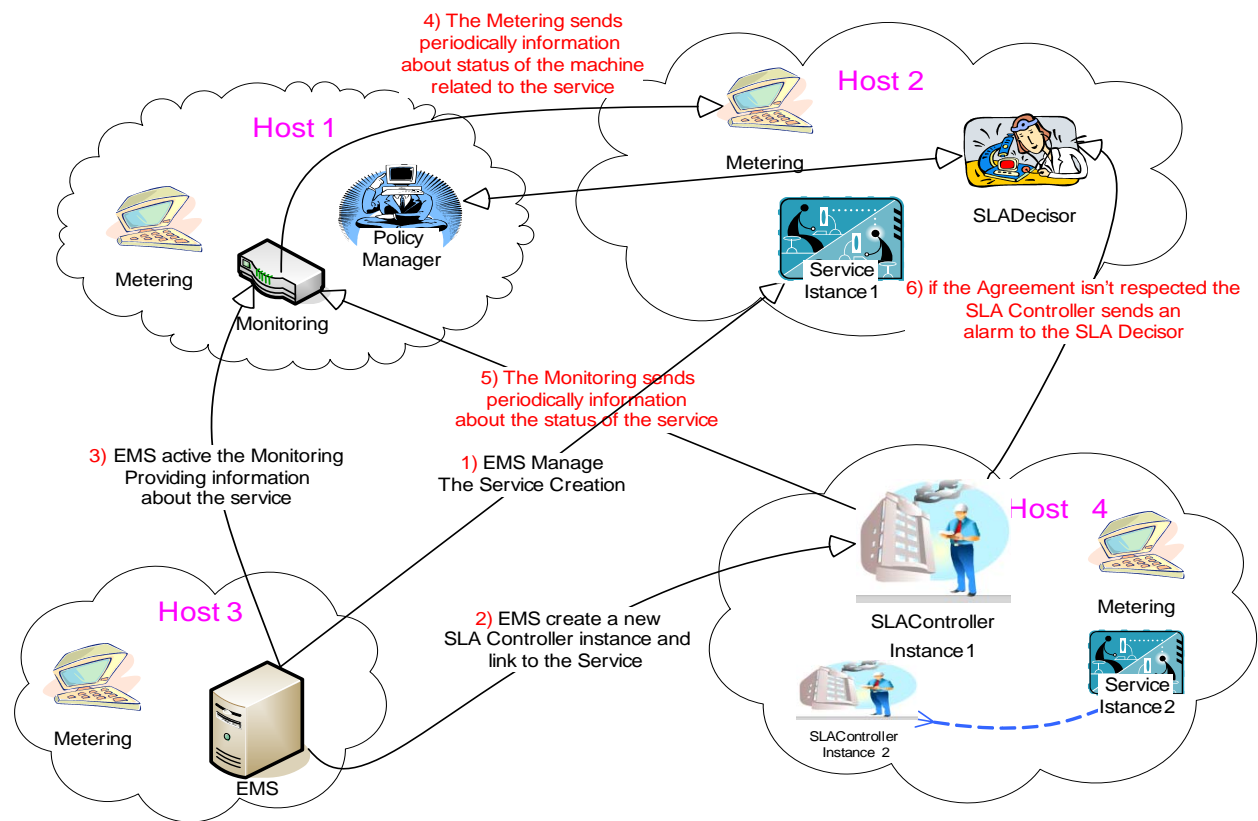 4) The Metering sends
periodically information
about status of the machine
related to the service
Host 1
Metering
Policy
Manager
Monitoring
Host 2
Metering
SLADecisor
Service
Istance1
6) if the Agreement isn't respected the
SLA Controller sends an
alarm to the SLA Decisor
5) The Monitoring sends
periodically information
about the status of the service
3) EMS active the Monitoring
Providing information
about the service
1) EMS Manage
The Service Creation
Host 3
Metering
EMS
2) EMS create a new
SLA Controller instance and
link to the Service
Host 4
SLAController
Instance1
Metering
Service
Istance2
SLAController
Instance 2